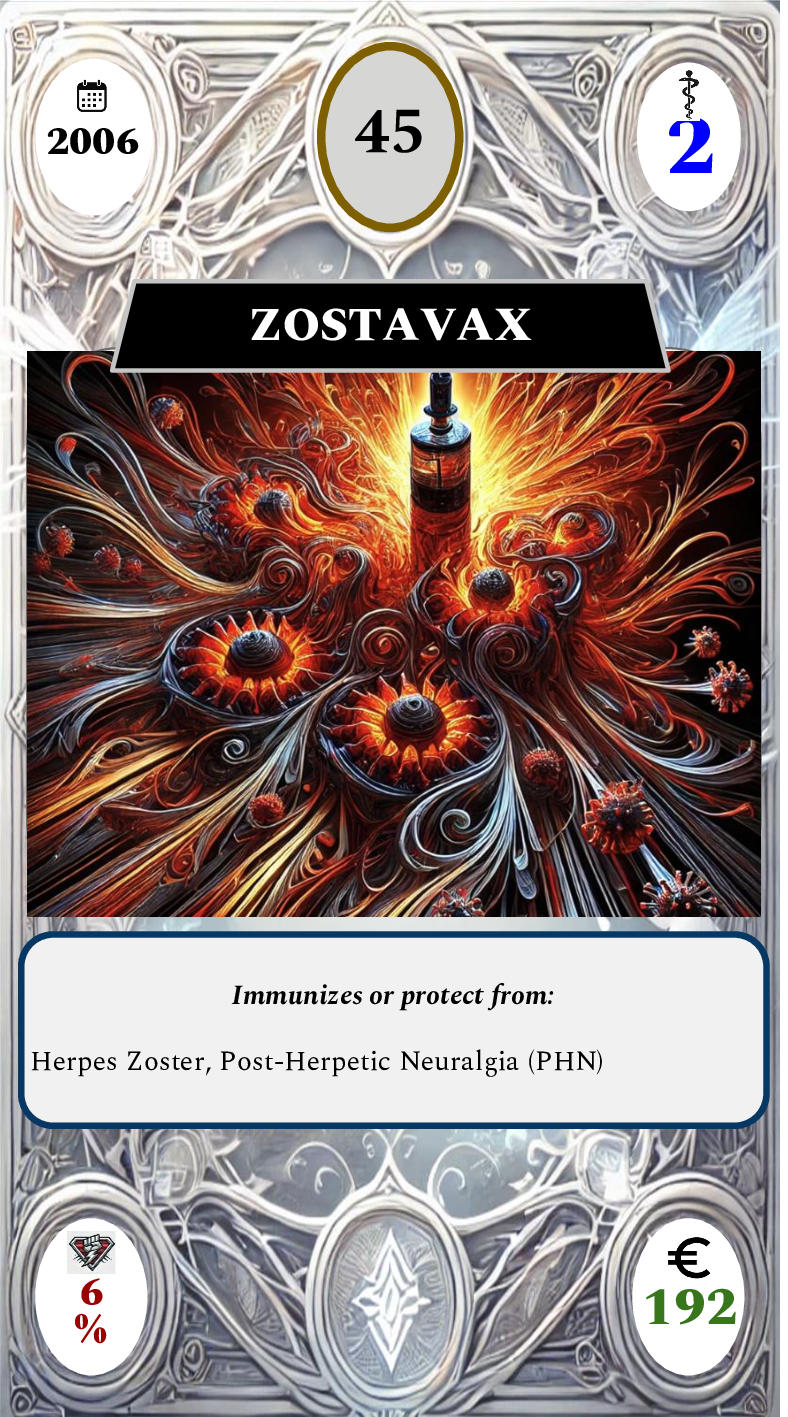 2006
45
2
ZOSTAVAX
Immunizes or protect from:
Herpes Zoster, Post-Herpetic Neuralgia (PHN)
6
%
€
192